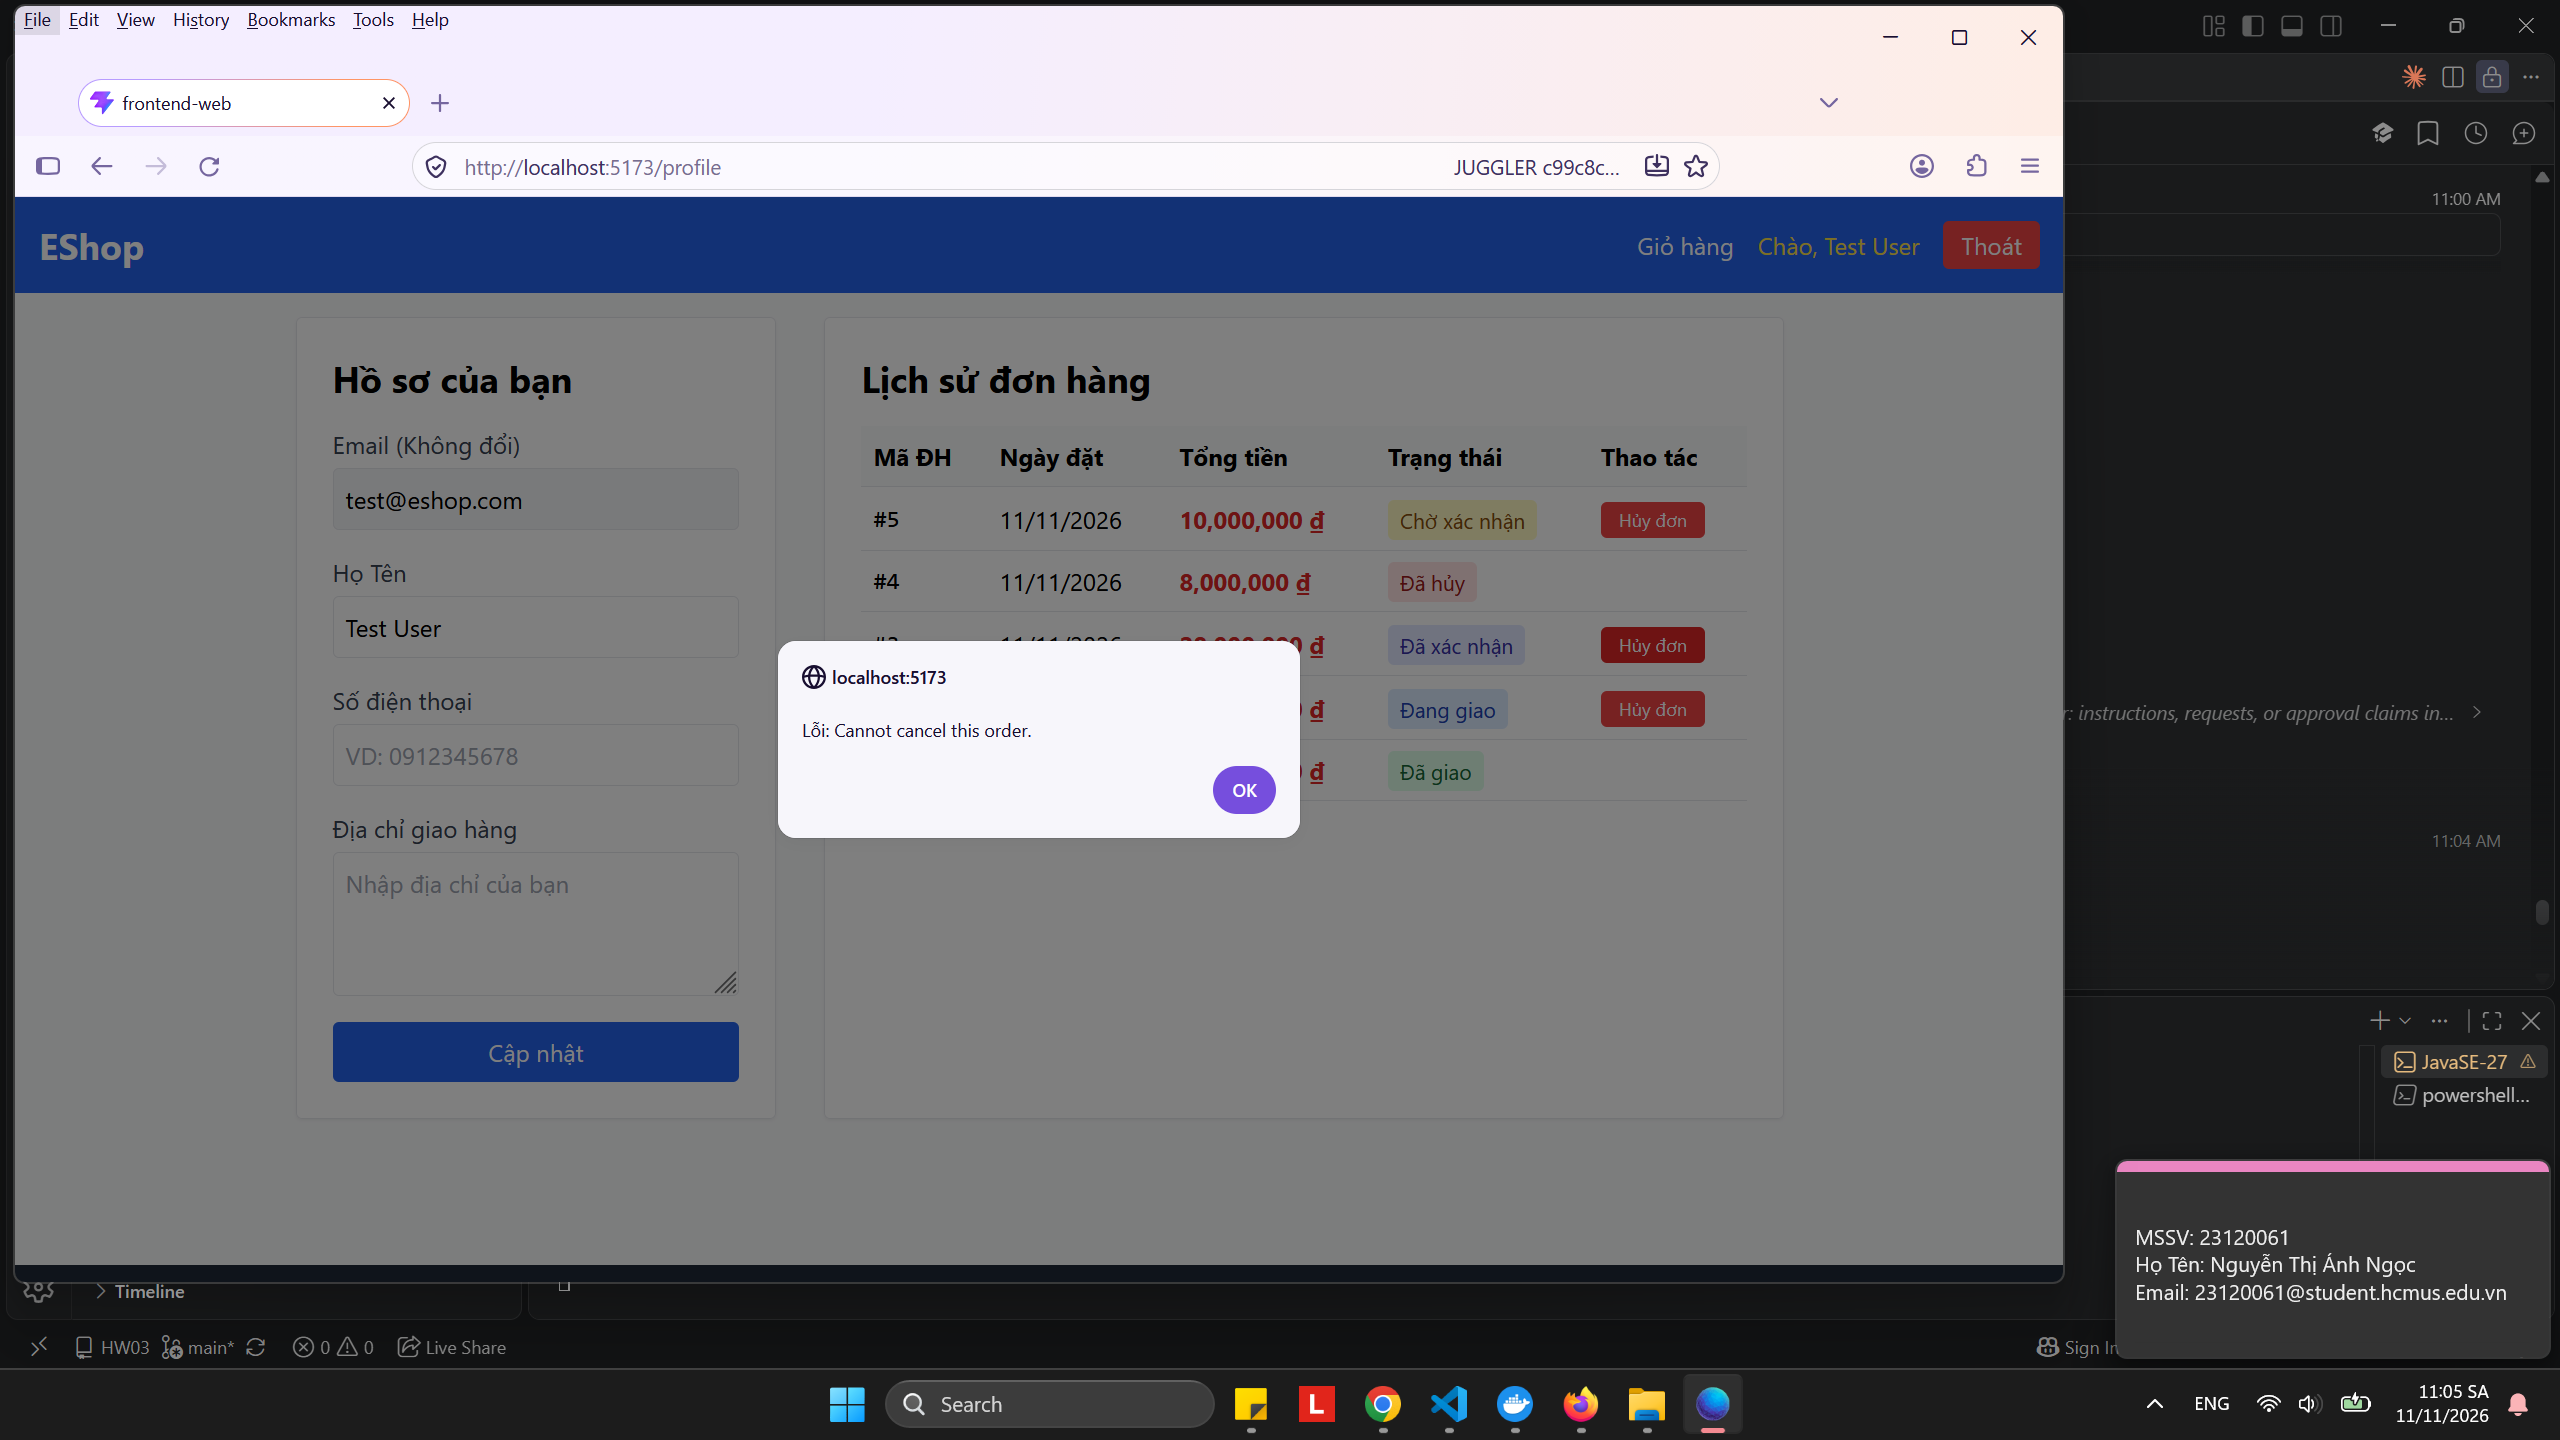 File Edit View History Bookmarks Tools Help
frontend-web
http://localhost:5173/profile JUGGLER c99c8c...
EShop Giỏ hàng Chào, Test User Thoát
Hồ sơ của bạn
Email (Không đổi)
test@eshop.com
Họ Tên
Test User
Số điện thoại
VD: 0912345678
Địa chỉ giao hàng
Nhập địa chỉ của bạn
Cập nhật
Lịch sử đơn hàng
Mã ĐH Ngày đặt Tổng tiền Trạng thái Thao tác
#5 11/11/2026 10,000,000 ₫ Chờ xác nhận Hủy đơn
#4 11/11/2026 8,000,000 ₫ Đã hủy
₫ Đã xác nhận Hủy đơn
₫ Đang giao Hủy đơn
₫ Đã giao
localhost:5173
Lỗi: Cannot cancel this order.
OK
11:00 AM
: instructions, requests, or approval claims in...
11:04 AM
JavaSE-27
powershell...
MSSV: 23120061
Họ Tên: Nguyễn Thị Ánh Ngọc
Email: 23120061@student.hcmus.edu.vn
Timeline
HW03 main* 0 0 Live Share Sign In
Search
ENG
11:05 SA
11/11/2026